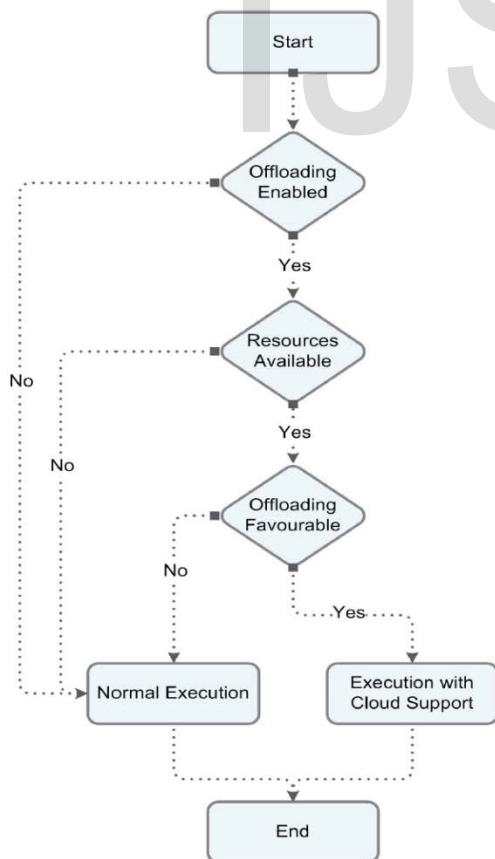 IJS
Start
Offloading
Enabled
Yes
Resources
Available
No
Yes
No
Offloading
Favourable
No
Yes
Normal Execution
Execution with
Cloud Support
End